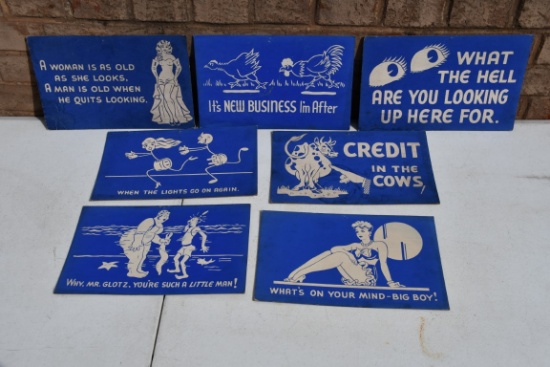 A WOMAN IS AS OLD
AS SHE LOOKS,
A MAN IS OLD WHEN
HE QUITS LOOKING.
It's NEW BUSINESS I'm After
WHAT
THE HELL
ARE YOU LOOKING
UP HERE FOR.
WHEN THE LIGHTS GO ON AGAIN.
CREDIT
IN THE
COWS,
WHY, MR. GLOTZ, YOU'RE SUCH A LITTLE MAN!
WHAT'S ON YOUR MIND-BIG BOY!